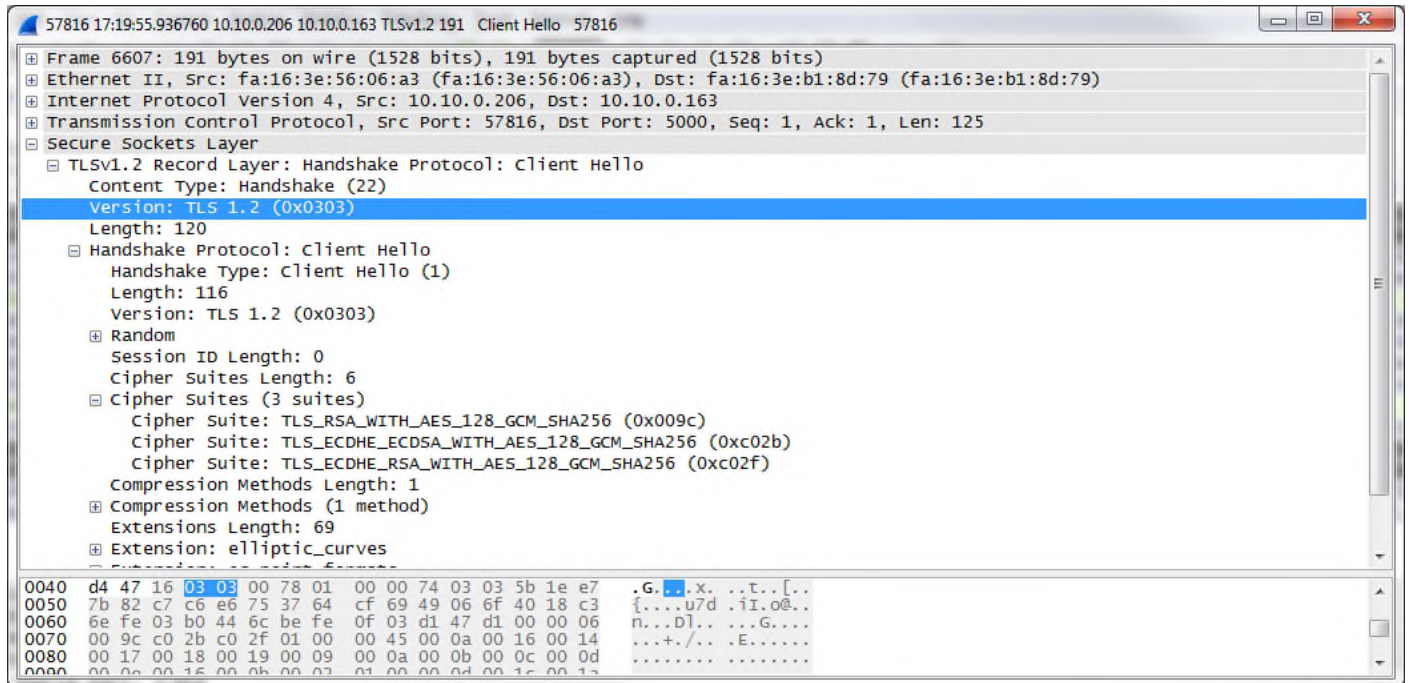 57816 17:19:55.936760 10.10.0.206 10.10.0.163 TLSv1.2 191 Client Hello 57816
Frame 6607: 191 bytes on wire (1528 bits), 191 bytes captured (1528 bits)
Ethernet II, Src: fa:16:3e:56:06:a3 (fa:16:3e:56:06:a3), Dst: fa:16:3e:b1:8d:79 (fa:16:3e:b1:8d:79)
Internet Protocol Version 4, Src: 10.10.0.206, Dst: 10.10.0.163
Transmission Control Protocol, Src Port: 57816, Dst Port: 5000, Seq: 1, Ack: 1, Len: 125
Secure Sockets Layer
TLSv1.2 Record Layer: Handshake Protocol: Client Hello
Content Type: Handshake (22)
Version: TLS 1.2 (0x0303)
Length: 120
Handshake Protocol: Client Hello
Handshake Type: Client Hello (1)
Length: 116
Version: TLS 1.2 (0x0303)
Random
Session ID Length: 0
Cipher Suites Length: 6
Cipher Suites (3 suites)
Cipher Suite: TLS_RSA_WITH_AES_128_GCM_SHA256 (0x009c)
Cipher Suite: TLS_ECDHE_ECDSA_WITH_AES_128_GCM_SHA256 (0xc02b)
Cipher Suite: TLS_ECDHE_RSA_WITH_AES_128_GCM_SHA256 (0xc02f)
Compression Methods Length: 1
Compression Methods (1 method)
Extensions Length: 69
Extension: elliptic_curves
0040 d4 47 16 03 03 00 78 01 00 00 74 03 03 5b 1e e7 .G....x. ..t..[..
0050 7b 82 c7 c6 e6 75 37 64 cf 69 49 06 6f 40 18 c3 {....u7d .iI.o@..
0060 6e fe 03 b0 44 6c be fe 0f 03 d1 47 d1 00 00 06 n...Dl.. ...G....
0070 00 9c c0 2b c0 2f 01 00 00 45 00 0a 00 16 00 14 ...+./.. .E......
0080 00 17 00 18 00 19 00 09 00 0a 00 0b 00 0c 00 0d ........ ........